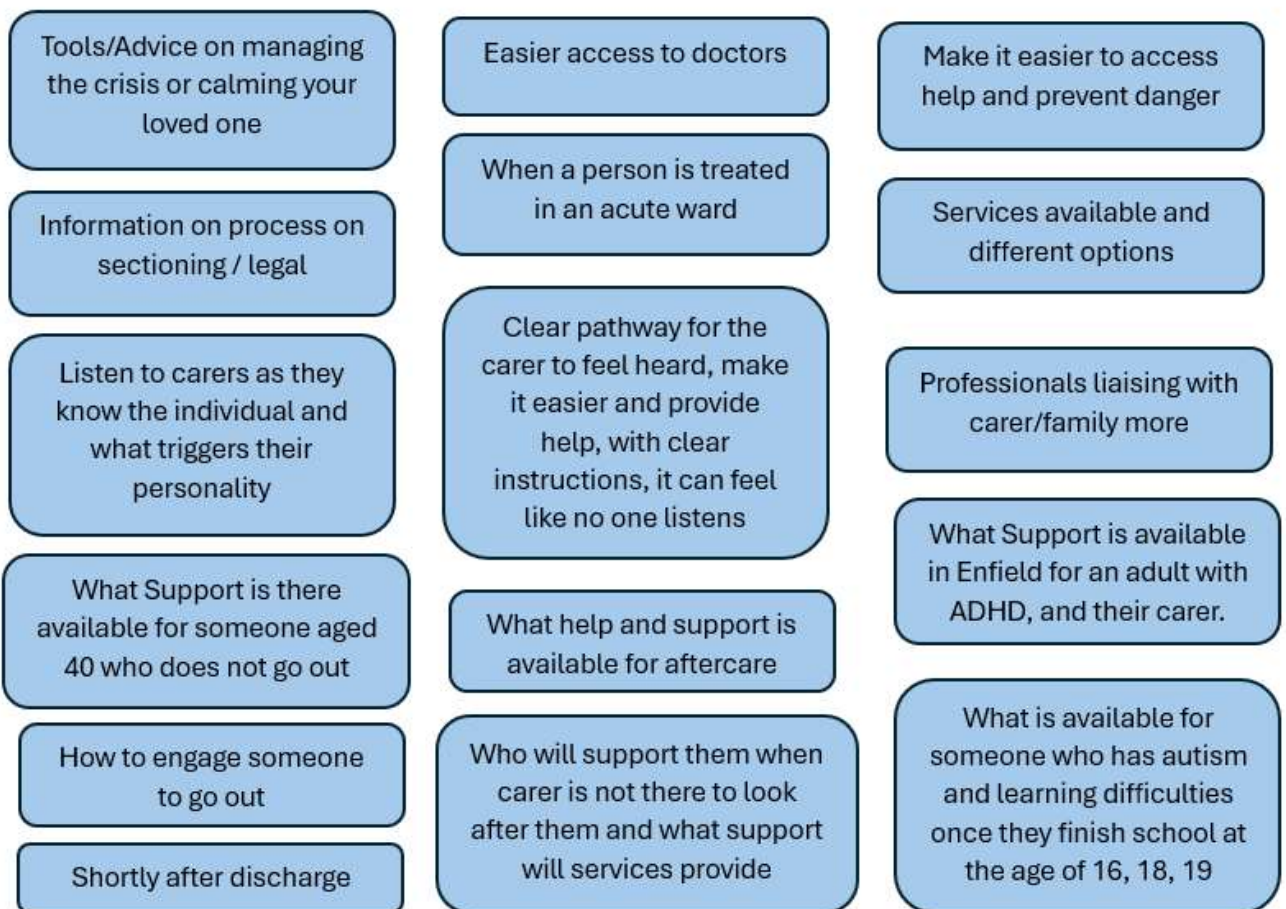 Tools/Advice on managing
the crisis or calming your
loved one
Information on process on
sectioning / legal
Listen to carers as they
know the individual and
what triggers their
personality
What Support is there
available for someone aged
40 who does not go out
How to engage someone
to go out
Shortly after discharge
Easier access to doctors
When a person is treated
in an acute ward
Clear pathway for the
carer to feel heard, make
it easier and provide
help, with clear
instructions, it can feel
like no one listens
What help and support is
available for aftercare
Who will support them when
carer is not there to look
after them and what support
will services provide
Make it easier to access
help and prevent danger
Services available and
different options
Professionals liaising with
carer/family more
What Support is available
in Enfield for an adult with
ADHD, and their carer.
What is available for
someone who has autism
and learning difficulties
once they finish school at
the age of 16, 18, 19